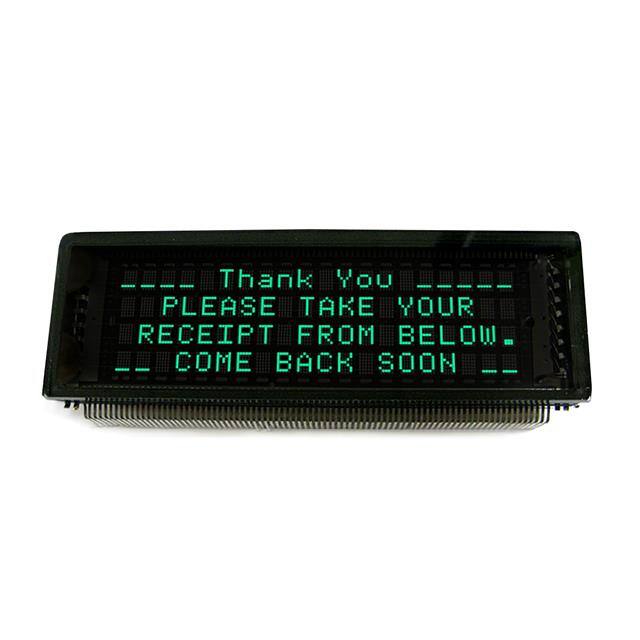 ____ Thank You _____
PLEASE TAKE YOUR
RECEIPT FROM BELOW.
__ COME BACK SOON __